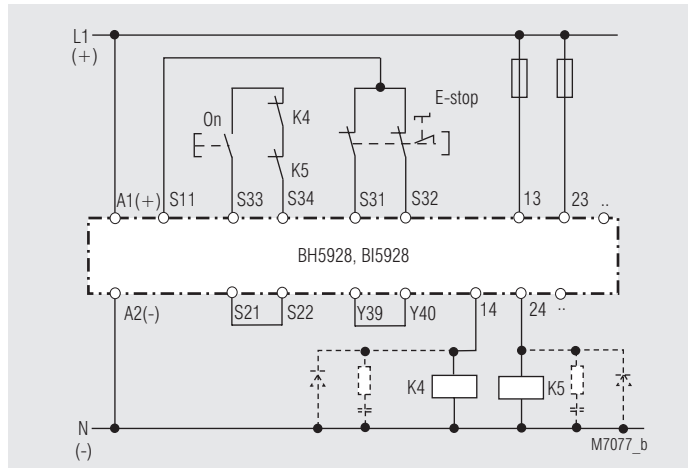 L1
(+)
E-stop
On
K4
K5
A1(+) S11 S33 S34 S31 S32 13 23 ..
BH5928, BI5928
A2(-) S21 S22 Y39 Y40 14 24 ..
K4 K5
N
(-)
M7077_b